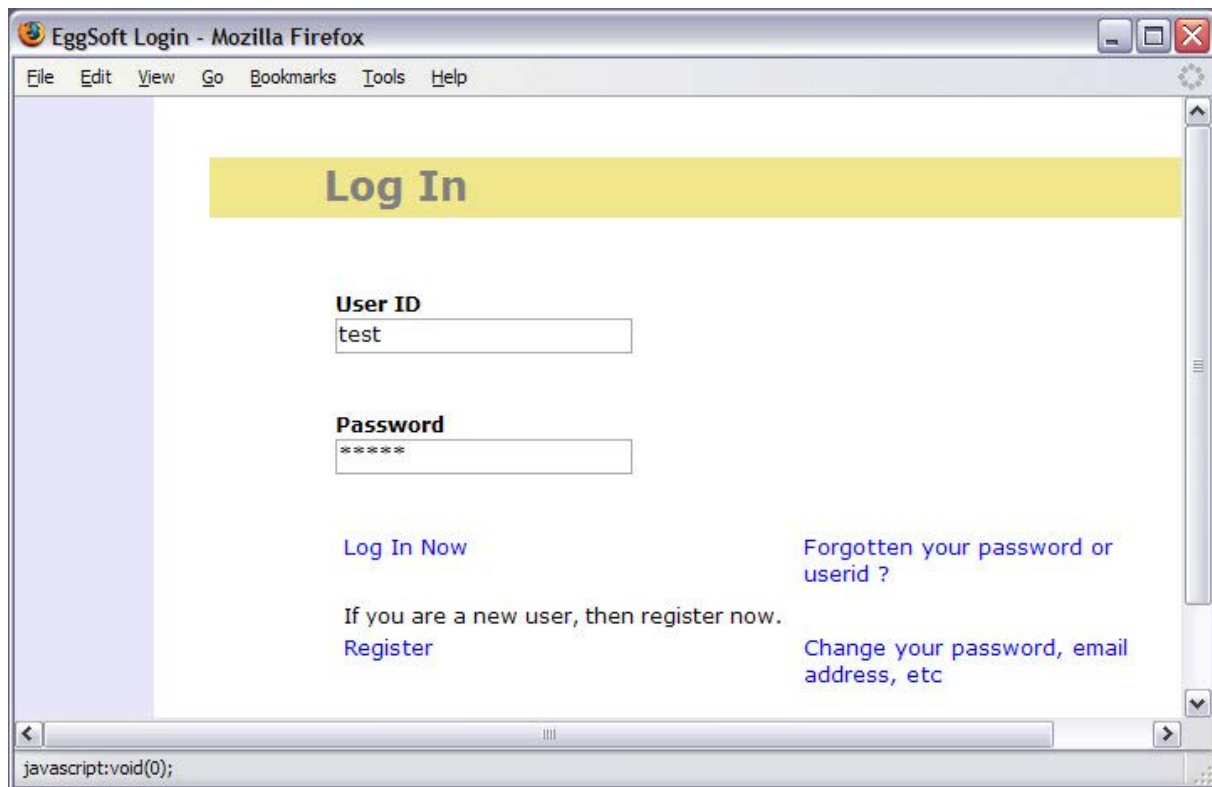 EggSoft Login - Mozilla Firefox
File Edit View Go Bookmarks Tools Help
Log In
User ID
test
Password
*****
Log In Now
Forgotten your password or
userid ?
If you are a new user, then register now.
Register
Change your password, email
address, etc
javascript:void(0);